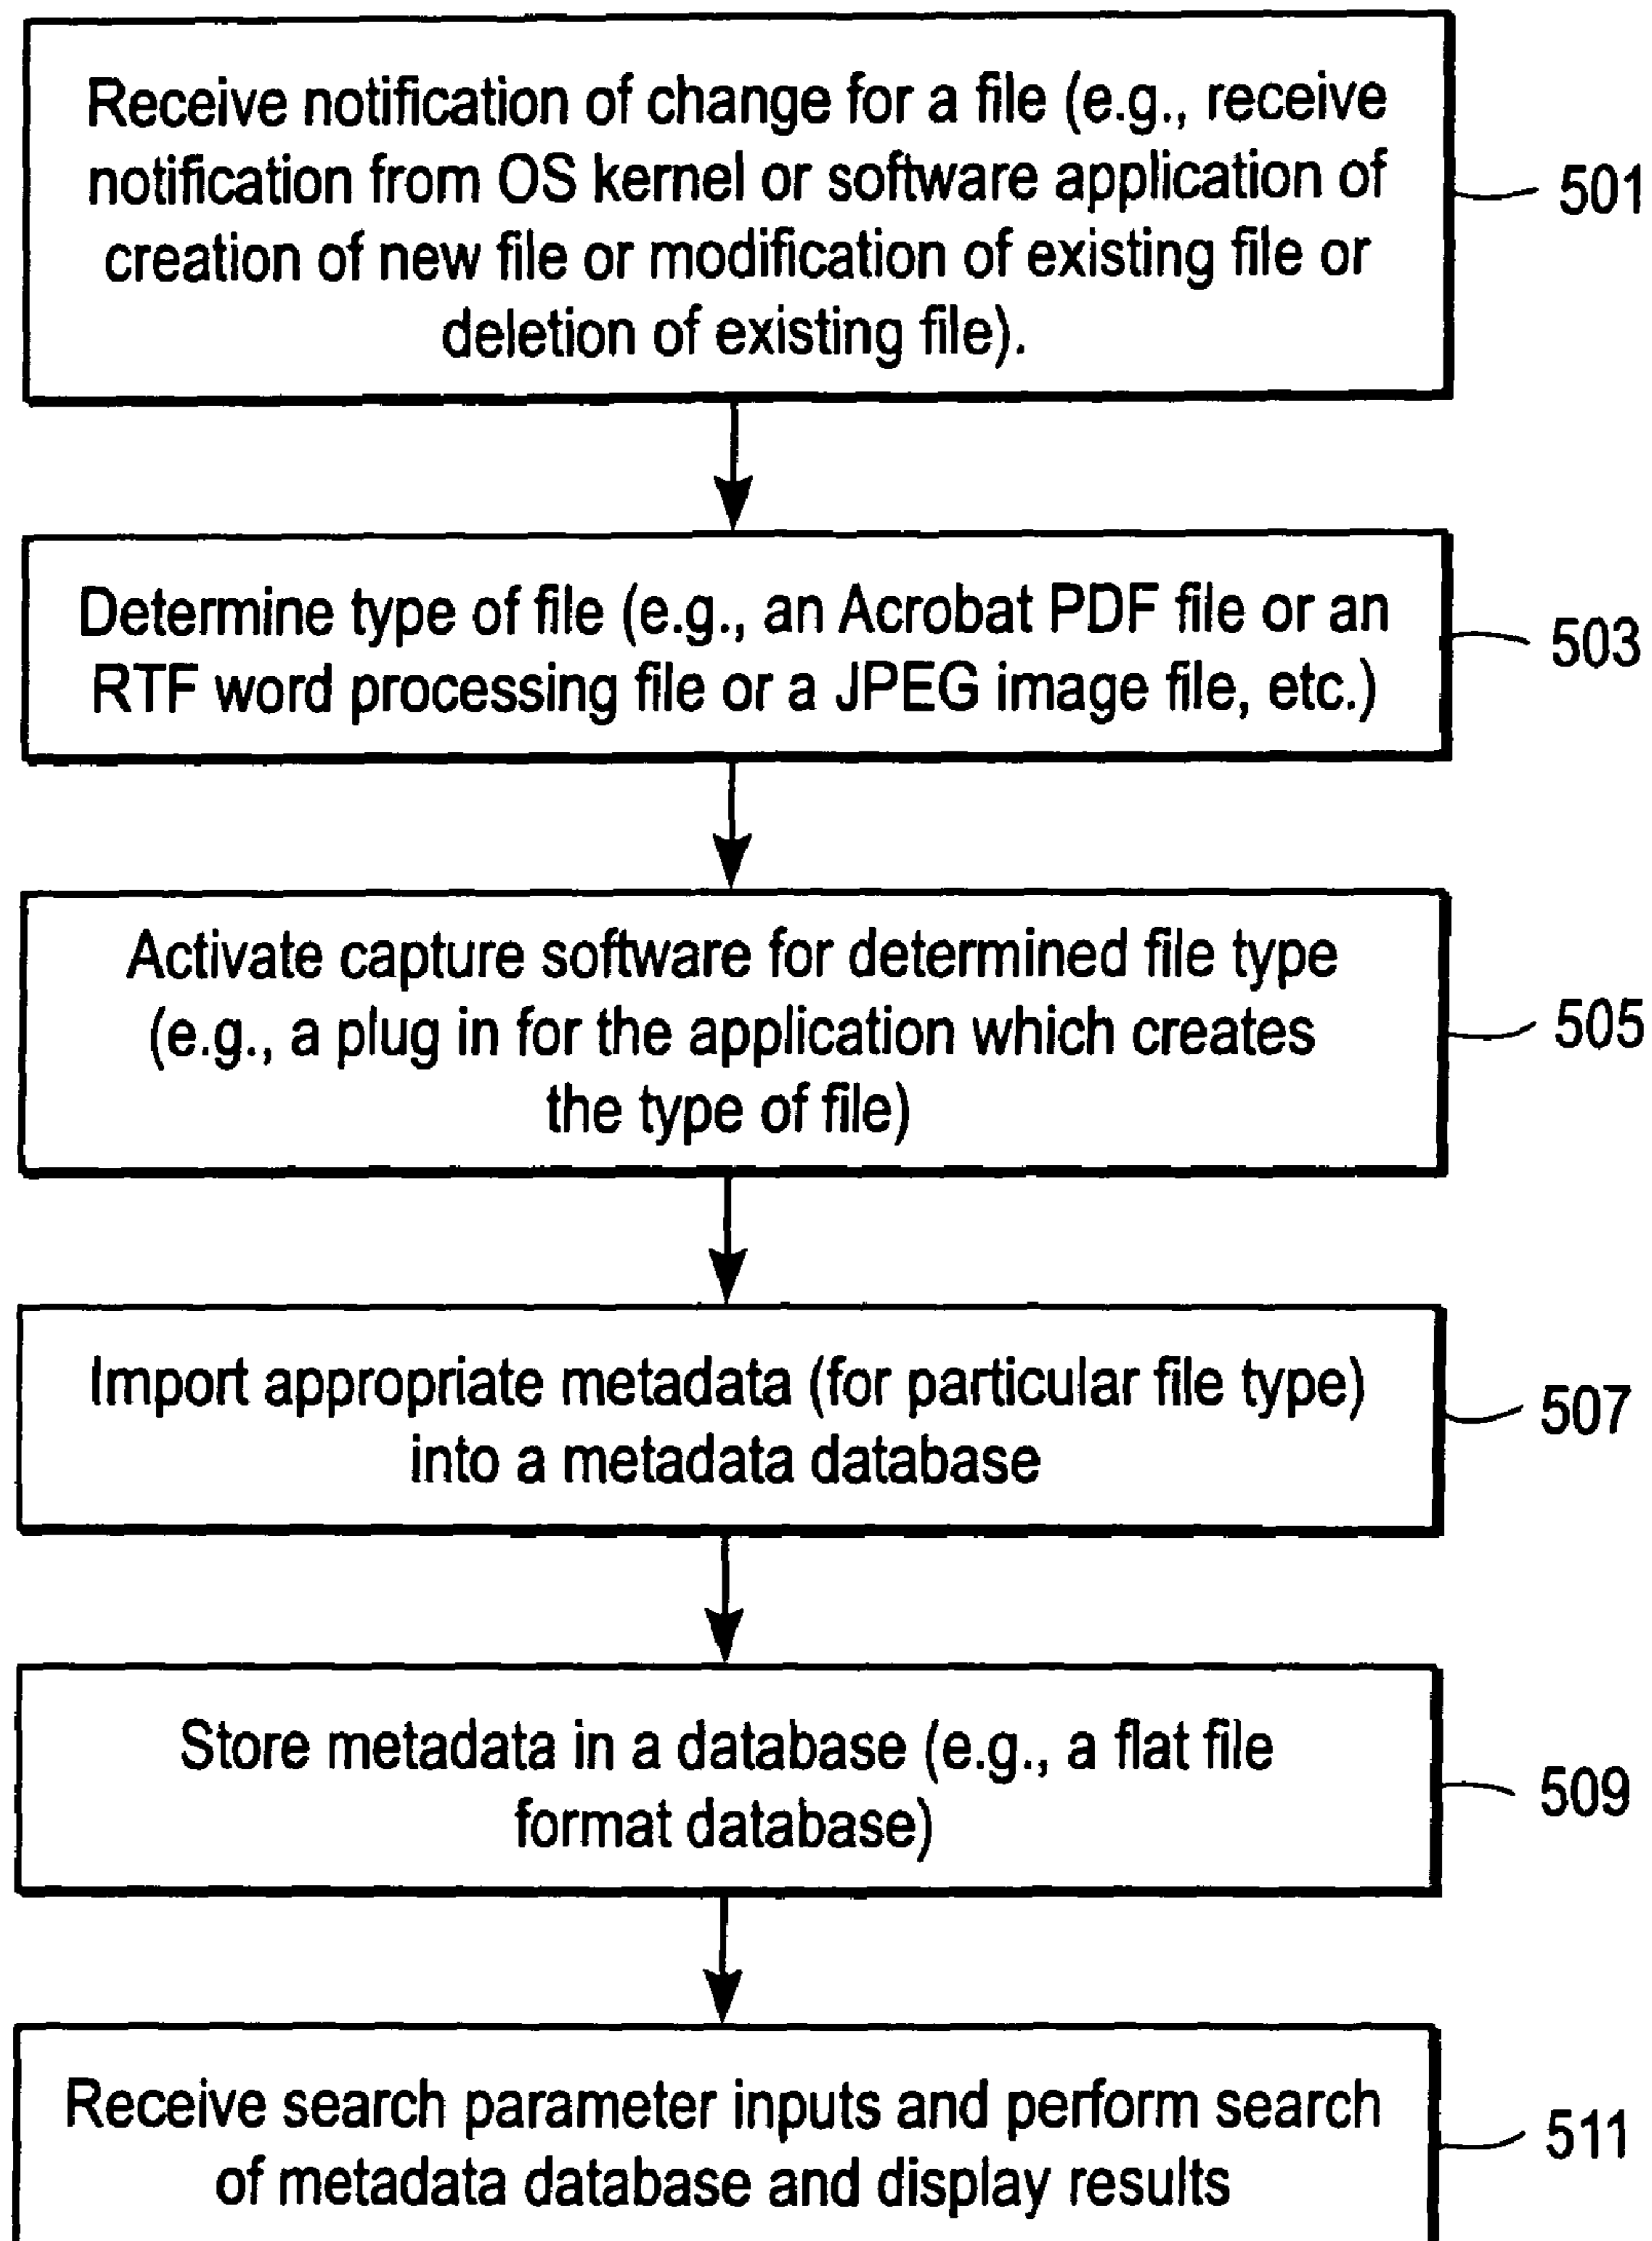 Receive notification of change for a file (e.g., receive
notification from OS kernel or software application of
creation of new file or modification of existing file or
deletion of existing file).
501
Determine type of file (e.g., an Acrobat PDF file or an
RTF word processing file or a JPEG image file, etc.)
503
Activate capture software for determined file type
(e.g., a plug in for the application which creates
the type of file)
505
Import appropriate metadata (for particular file type)
into a metadata database
507
Store metadata in a database (e.g., a flat file
format database)
509
Receive search parameter inputs and perform search
of metadata database and display results
511